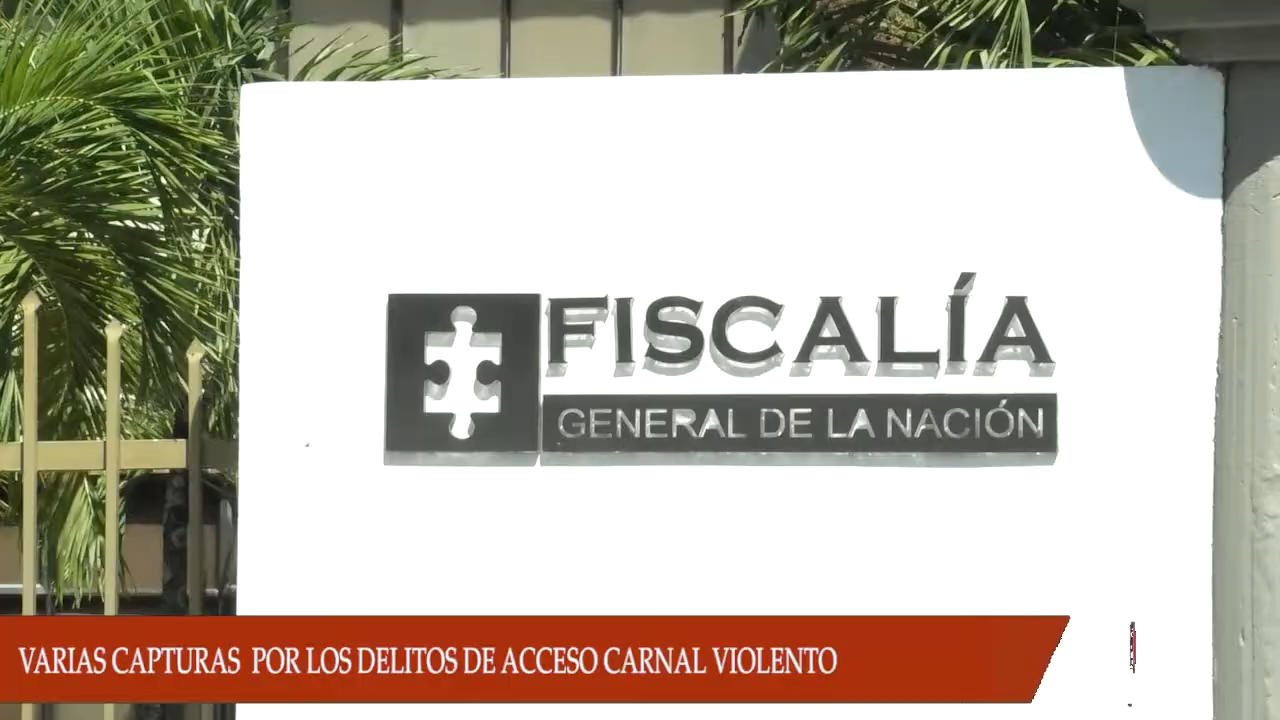 FISCALÍA
GENERAL DE LA NACIÓN
VARIAS CAPTURAS POR LOS DELITOS DE ACCESO CARNAL VIOLENTO